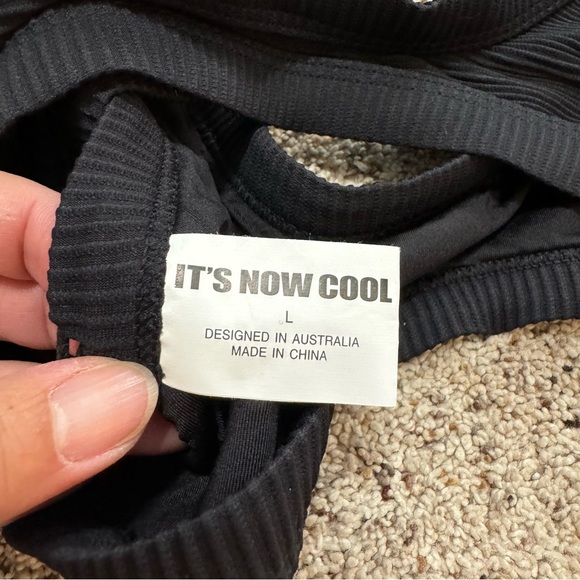 IT'S NOW COOL
L
DESIGNED IN AUSTRALIA
MADE IN CHINA